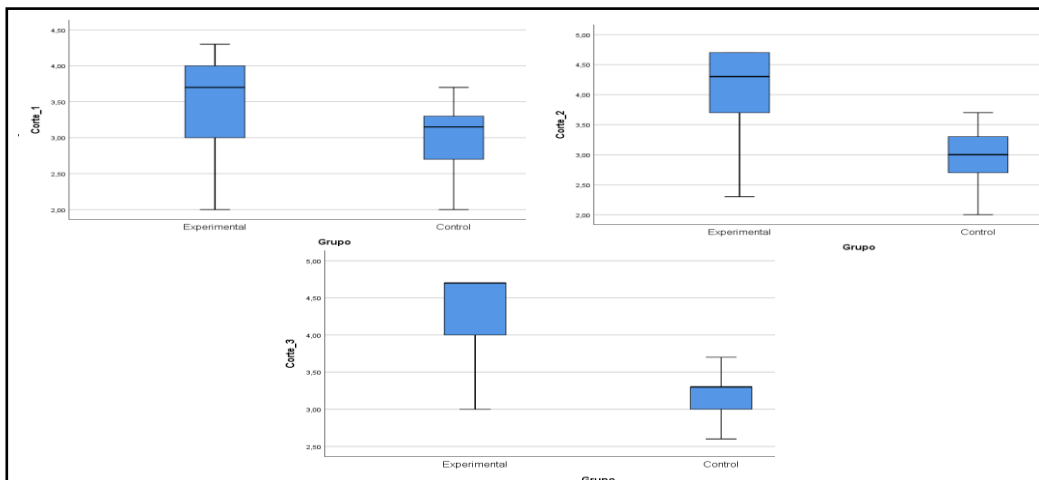 Corte_1
4,50
4,00
3,50
3,00
2,50
2,00
Experimental
Control
Grupo
Corte_2
5,00
4,50
4,00
3,50
3,00
2,50
2,00
Experimental
Control
Grupo
Corte_3
5,00
4,50
4,00
3,50
3,00
2,50
Experimental
Control
Grupo